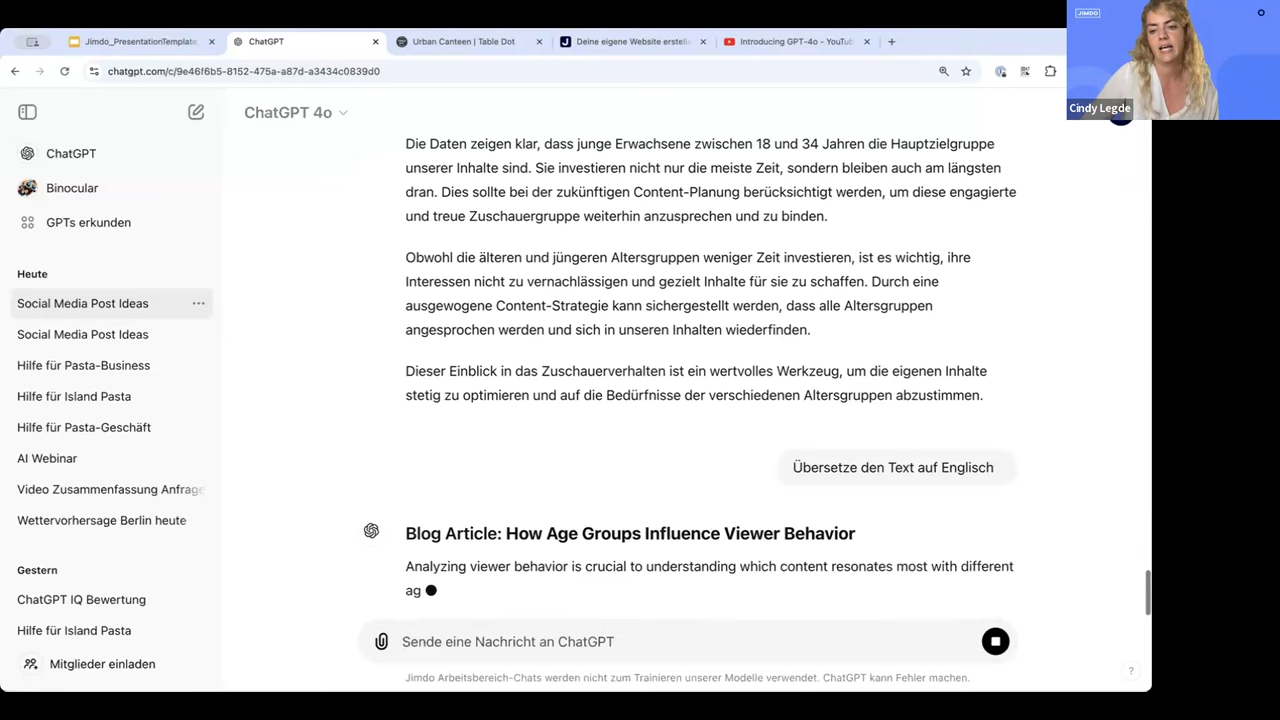 JIMDO
Cindy Legde
Jimdo_PresentationTemplate
ChatGPT
Urban Canteen | Table Dot
Deine eigene Website erstelle
Introducing GPT-4o - YouTu
chatgpt.com/c/9e46f6b5-8152-475a-a87d-a3434c0839d0
ChatGPT 4o
ChatGPT
Binocular
GPTs erkunden
Heute
Social Media Post Ideas
Social Media Post Ideas
Hilfe für Pasta-Business
Hilfe für Island Pasta
Hilfe für Pasta-Geschäft
AI Webinar
Video Zusammenfassung Anfrage
Wettervorhersage Berlin heute
Gestern
ChatGPT IQ Bewertung
Hilfe für Island Pasta
Mitglieder einladen
Die Daten zeigen klar, dass junge Erwachsene zwischen 18 und 34 Jahren die Hauptzielgruppe
unserer Inhalte sind. Sie investieren nicht nur die meiste Zeit, sondern bleiben auch am längsten
dran. Dies sollte bei der zukünftigen Content-Planung berücksichtigt werden, um diese engagierte
und treue Zuschauergruppe weiterhin anzusprechen und zu binden.
Obwohl die älteren und jüngeren Altersgruppen weniger Zeit investieren, ist es wichtig, ihre
Interessen nicht zu vernachlässigen und gezielt Inhalte für sie zu schaffen. Durch eine
ausgewogene Content-Strategie kann sichergestellt werden, dass alle Altersgruppen
angesprochen werden und sich in unseren Inhalten wiederfinden.
Dieser Einblick in das Zuschauerverhalten ist ein wertvolles Werkzeug, um die eigenen Inhalte
stetig zu optimieren und auf die Bedürfnisse der verschiedenen Altersgruppen abzustimmen.
Übersetze den Text auf Englisch
Blog Article: How Age Groups Influence Viewer Behavior
Analyzing viewer behavior is crucial to understanding which content resonates most with different
ag
Sende eine Nachricht an ChatGPT
Jimdo Arbeitsbereich-Chats werden nicht zum Trainieren unserer Modelle verwendet. ChatGPT kann Fehler machen.
?